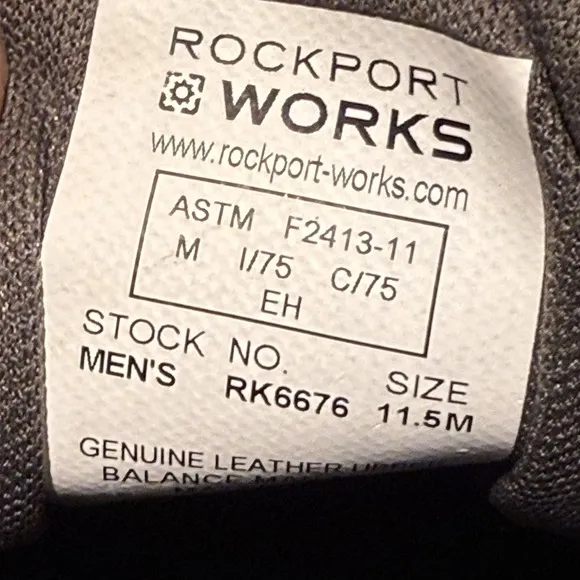 ROCKPORT
WORKS
www.rockport-works.com
ASTM F2413-11
M I/75 C/75
EH
STOCK NO. SIZE
MEN'S RK6676 11.5M
GENUINE LEATHER
BALANCE